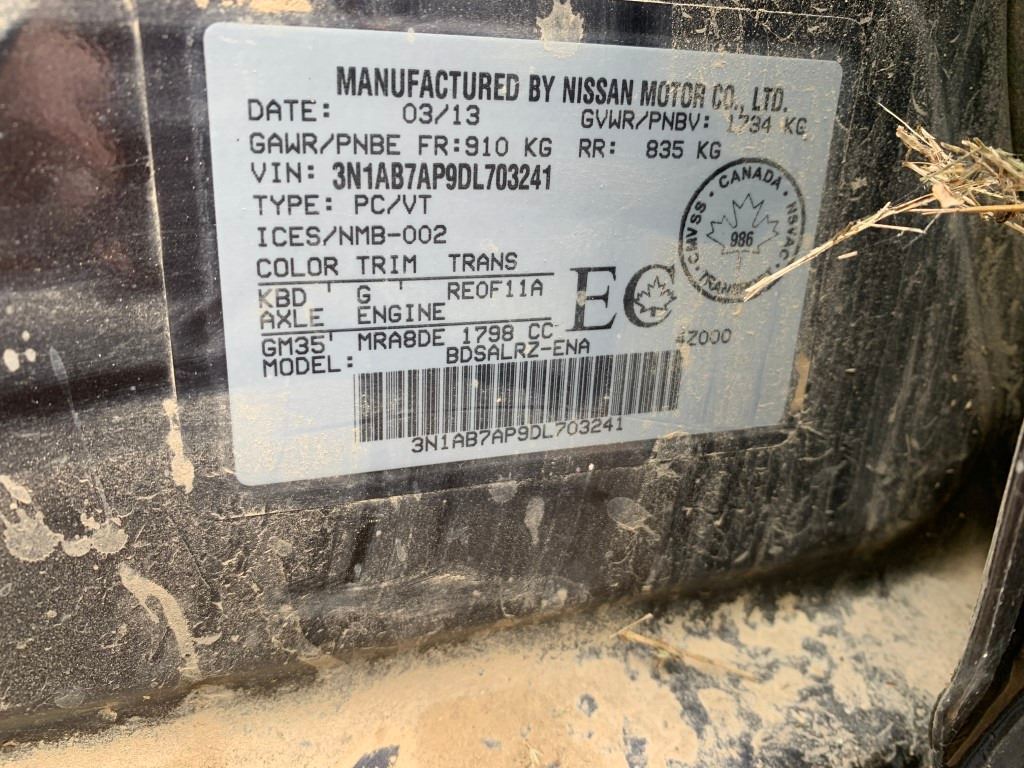 MANUFACTURED BY NISSAN MOTOR CO., LTD.
DATE: 03/13 GVWR/PNBV: 1734 KG
GAWR/PNBE FR:910 KG RR: 835 KG
VIN: 3N1AB7AP9DL703241
TYPE: PC/VT
ICES/NMB-002
COLOR TRIM TRANS
KBD ' G ' RE0F11A
AXLE ENGINE
GM35' MRA8DE 1798 CC
MODEL: BDSALRZ-ENA
EC
4Z000
CANADA
NSVAC
CMVSS
986
3N1AB7AP9DL703241